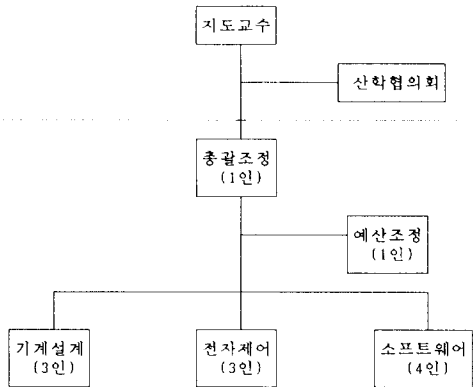 지도교수
산학협의회
총괄조정
(1인)
예산조정
(1인)
기계설계
(3인)
전자제어
(3인)
소프트웨어
(4인)